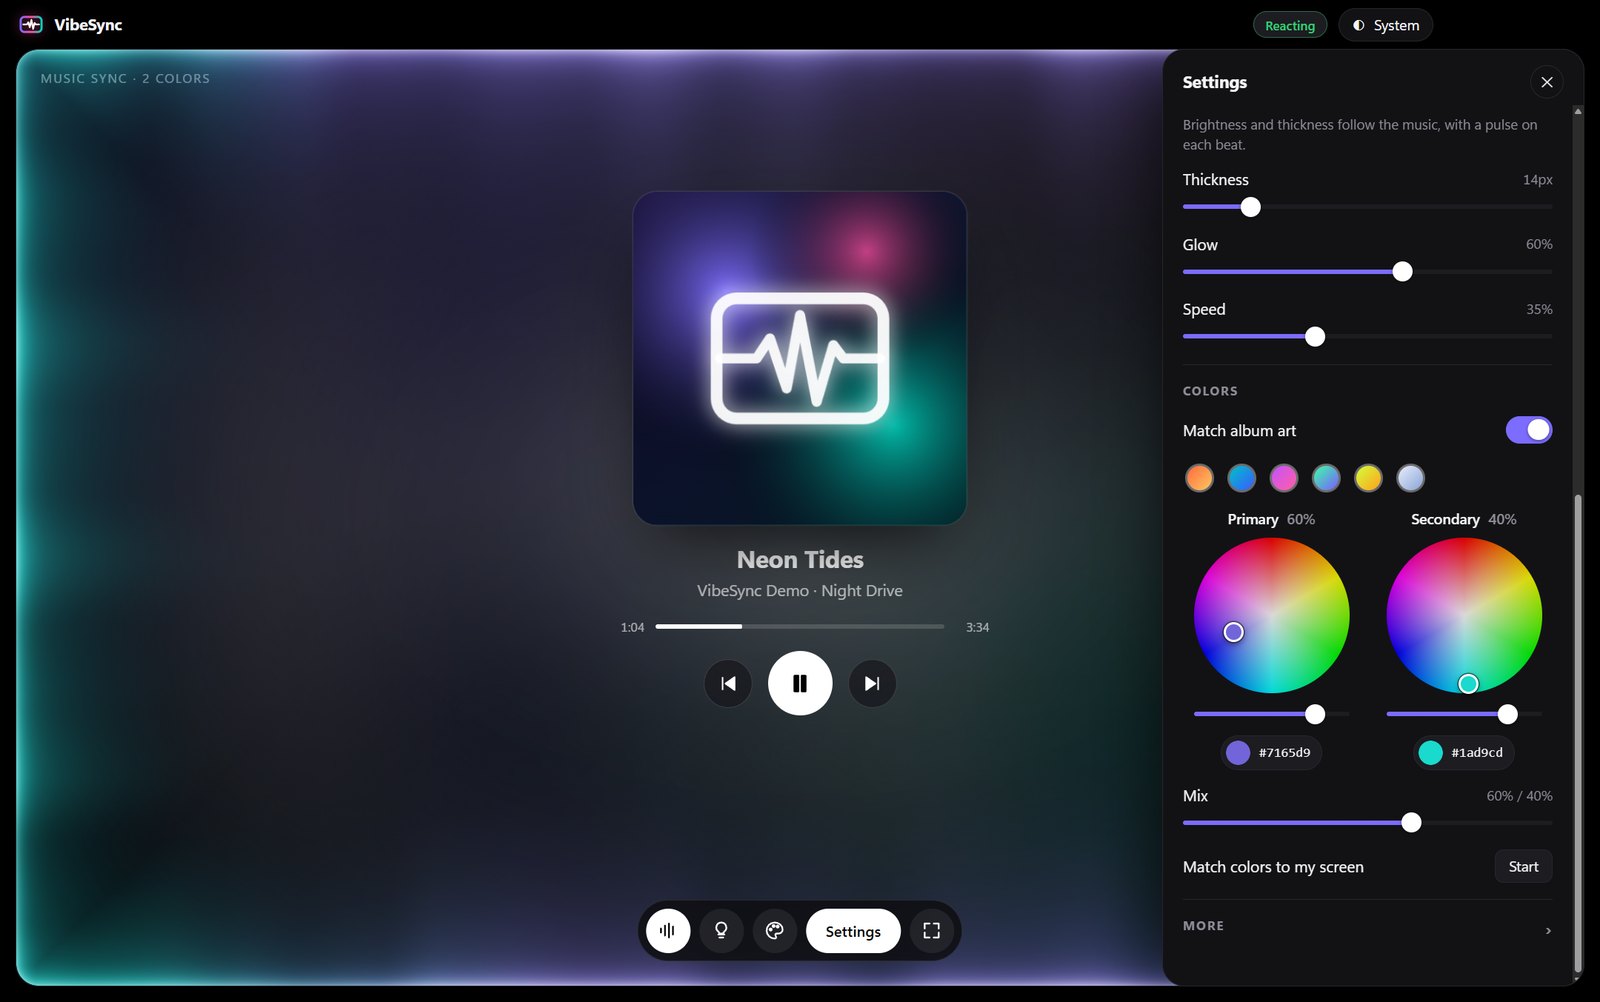 VibeSync
Reacting
System
MUSIC SYNC · 2 COLORS
Neon Tides
VibeSync Demo · Night Drive
1:04
3:34
Settings
Settings
Brightness and thickness follow the music, with a pulse on
each beat.
Thickness
14px
Glow
60%
Speed
35%
COLORS
Match album art
Primary 60%
Secondary 40%
#7165d9
#1ad9cd
Mix
60% / 40%
Match colors to my screen
Start
MORE